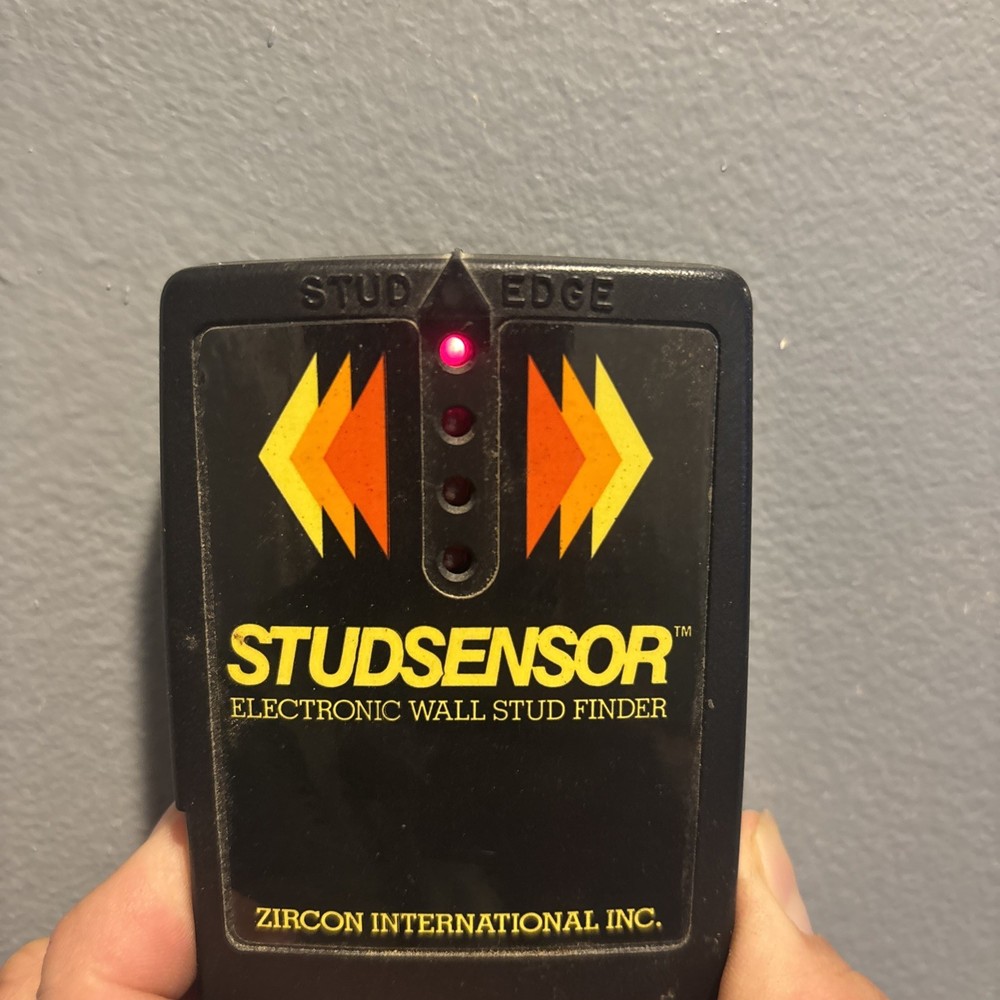 STUD EDGE
STUDSENSOR™
ELECTRONIC WALL STUD FINDER
ZIRCON INTERNATIONAL INC.